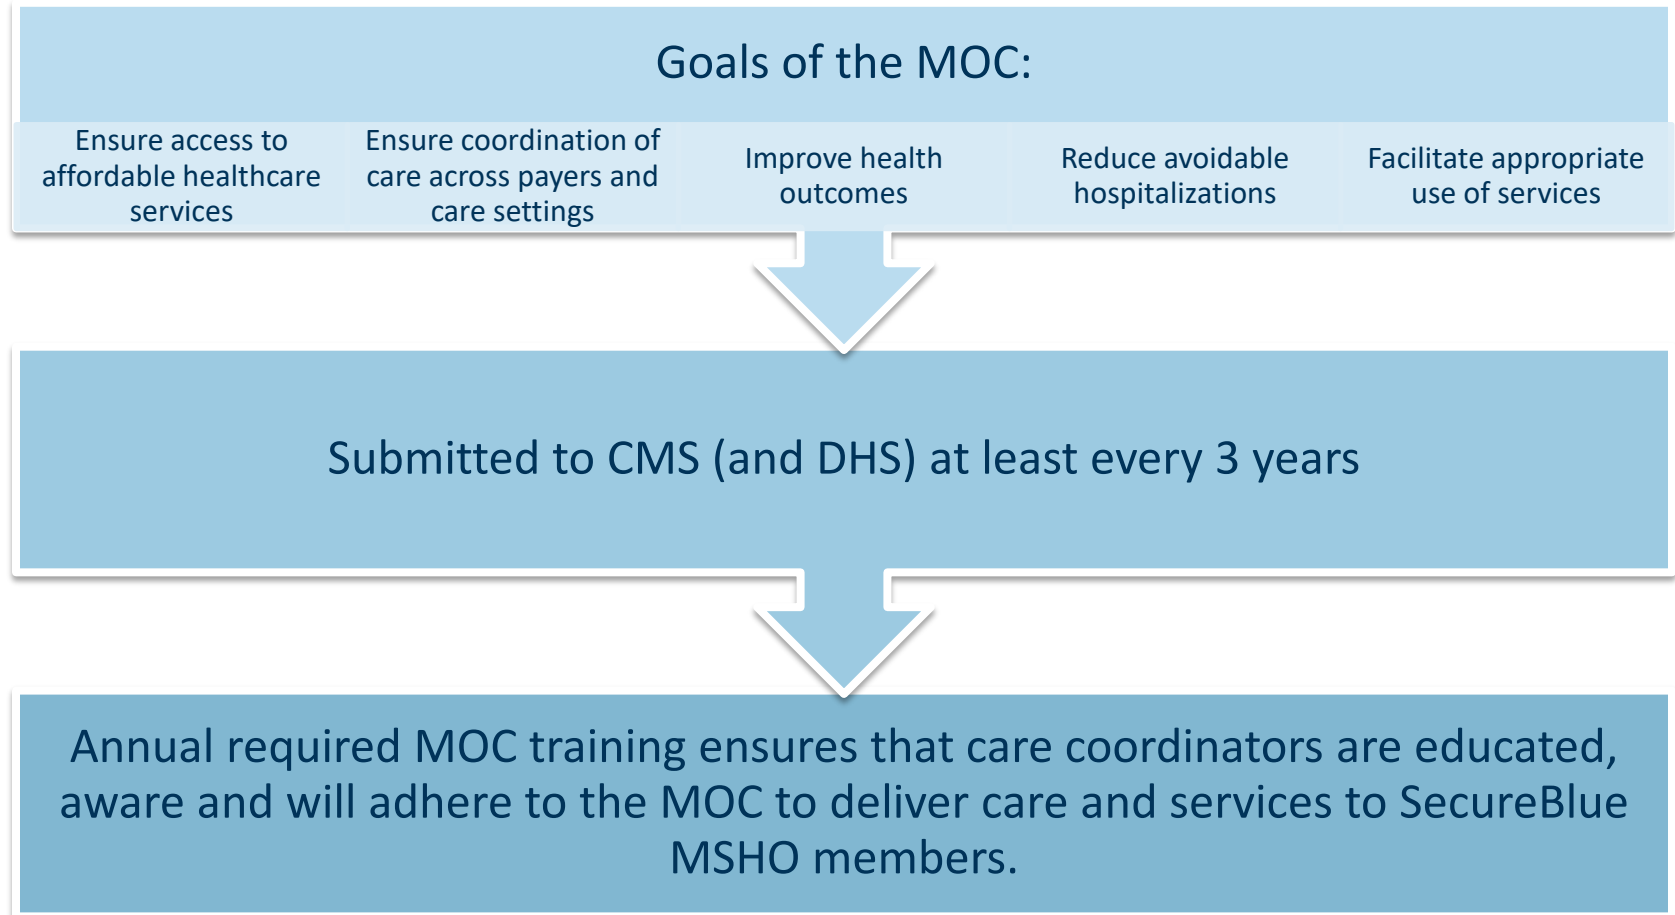 Goals of the MOC:
Ensure access to
affordable healthcare
services
Ensure coordination of
care across payers and
care settings
Improve health
outcomes
Reduce avoidable
hospitalizations
Facilitate appropriate
use of services
Submitted to CMS (and DHS) at least every 3 years
Annual required MOC training ensures that care coordinators are educated,
aware and will adhere to the MOC to deliver care and services to SecureBlue
MSHO members.